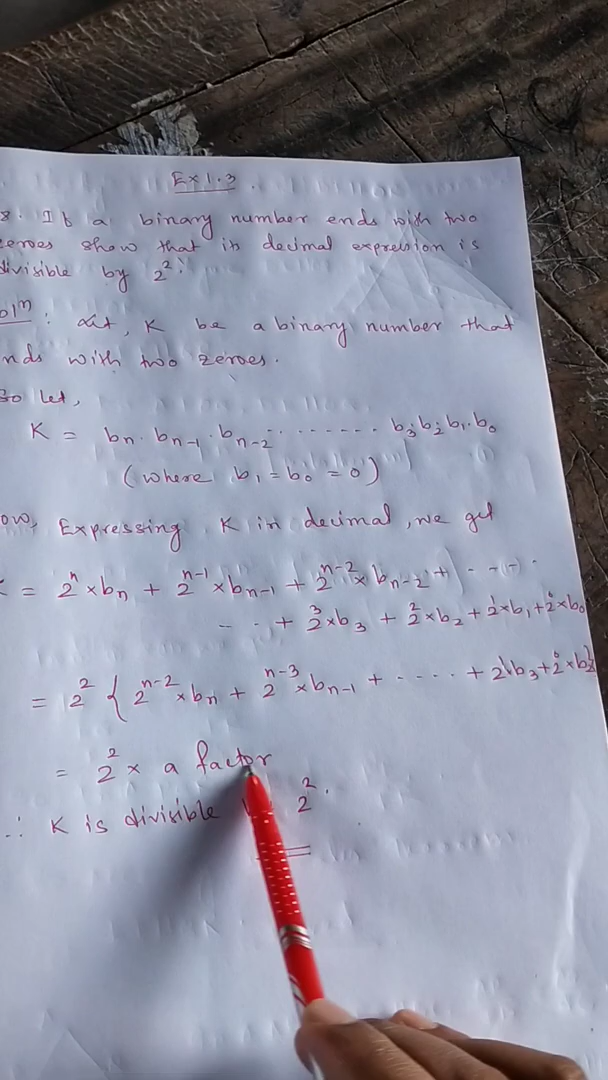 Ex 1.3.
8. If a binary number ends with two
zeroes show that its decimal expression is
divisible by 2².
Solⁿ: Let, K be a binary number that
ends with two zeroes.
So let,
K = bₙ. bₙ₋₁. bₙ₋₂ ......... b₃ b₂ b₁. b₀
(where b₁ = b₀ = 0)
Now, Expressing K in decimal, we get
K = 2ⁿ × bₙ + 2ⁿ⁻¹ × bₙ₋₁ + 2ⁿ⁻² × bₙ₋₂ + ....
.. + 2³ × b₃ + 2² × b₂ + 2¹ × b₁ + 2⁰ × b₀
= 2² { 2ⁿ⁻² × bₙ + 2ⁿ⁻³ × bₙ₋₁ + ..... + 2¹ b₃ + 2⁰ × b₂ }
= 2² × a factor
∴ K is divisible 2².